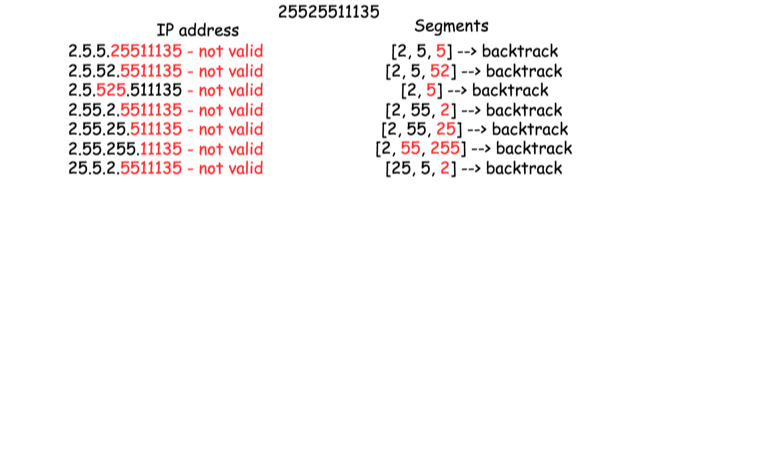 25525511135
IP address Segments
2.5.5.25511135 - not valid [2, 5, 5] --> backtrack
2.5.52.5511135 - not valid [2, 5, 52] --> backtrack
2.5.525.511135 - not valid [2, 5] --> backtrack
2.55.2.5511135 - not valid [2, 55, 2] --> backtrack
2.55.25.511135 - not valid [2, 55, 25] --> backtrack
2.55.255.11135 - not valid [2, 55, 255] --> backtrack
25.5.2.5511135 - not valid [25, 5, 2] --> backtrack